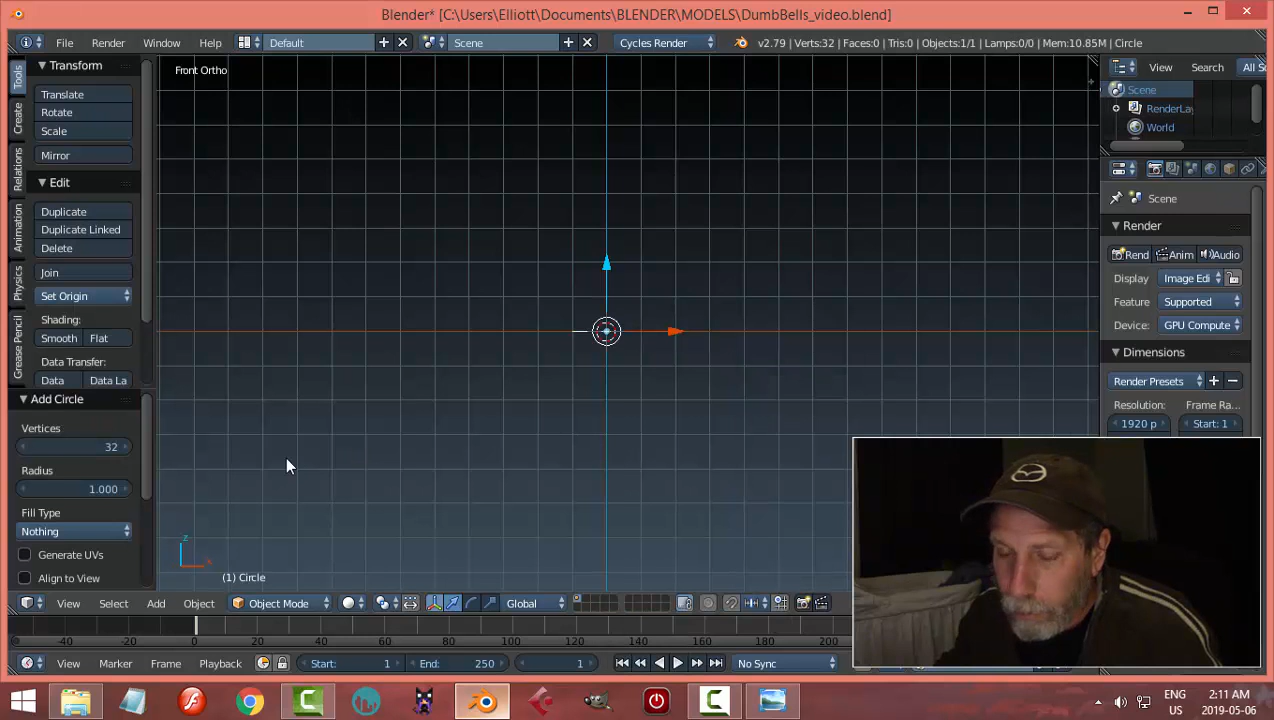 Blender* [C:\Users\Elliott\Documents\BLENDER\MODELS\DumbBells_video.blend]
File Render Window Help Default Scene Cycles Render v2.79 | Verts:32 | Faces:0 | Tris:0 | Objects:1/1 | Lamps:0/0 | Mem:10.85M | Circle
Transform
Translate
Rotate
Scale
Mirror
Edit
Duplicate
Duplicate Linked
Delete
Join
Set Origin
Shading:
Smooth Flat
Data Transfer:
Data Data La
Tools
Create
Relations
Animation
Physics
Grease Pencil
Add Circle
Vertices
32
Radius
1.000
Fill Type
Nothing
Generate UVs
Align to View
Front Ortho
z
x
(1) Circle
View Select Add Object Object Mode Global
-40 -20 0 20 40 60 80 100 120 140 160 180 200
View Marker Frame Playback Start: 1 End: 250 1 No Sync
View Search All S
Scene
RenderLa
World
Scene
Render
Rend Anim Audio
Display Image Edi
Feature Supported
Device: GPU Compute
Dimensions
Render Presets
Resolution: Frame Ra...
1920 p Start: 1
ENG
US
2:11 AM
2019-05-06